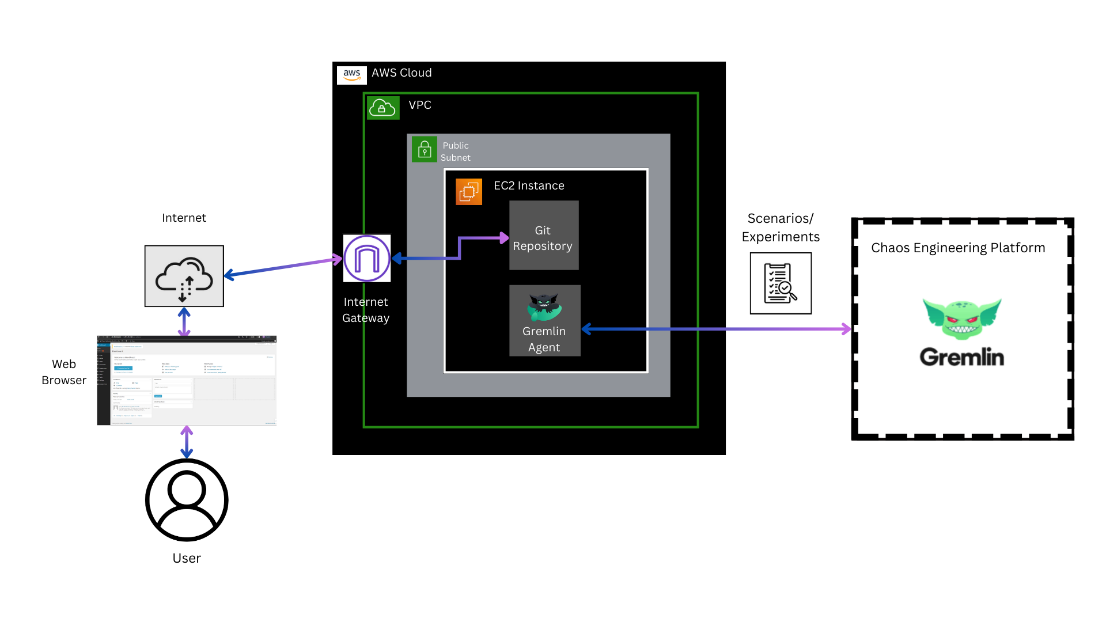 aws
AWS Cloud
VPC
Public
Subnet
EC2 Instance
Git
Repository
Gremlin
Agent
Internet
Internet
Gateway
Web
Browser
User
Scenarios/
Experiments
Chaos Engineering Platform
Gremlin